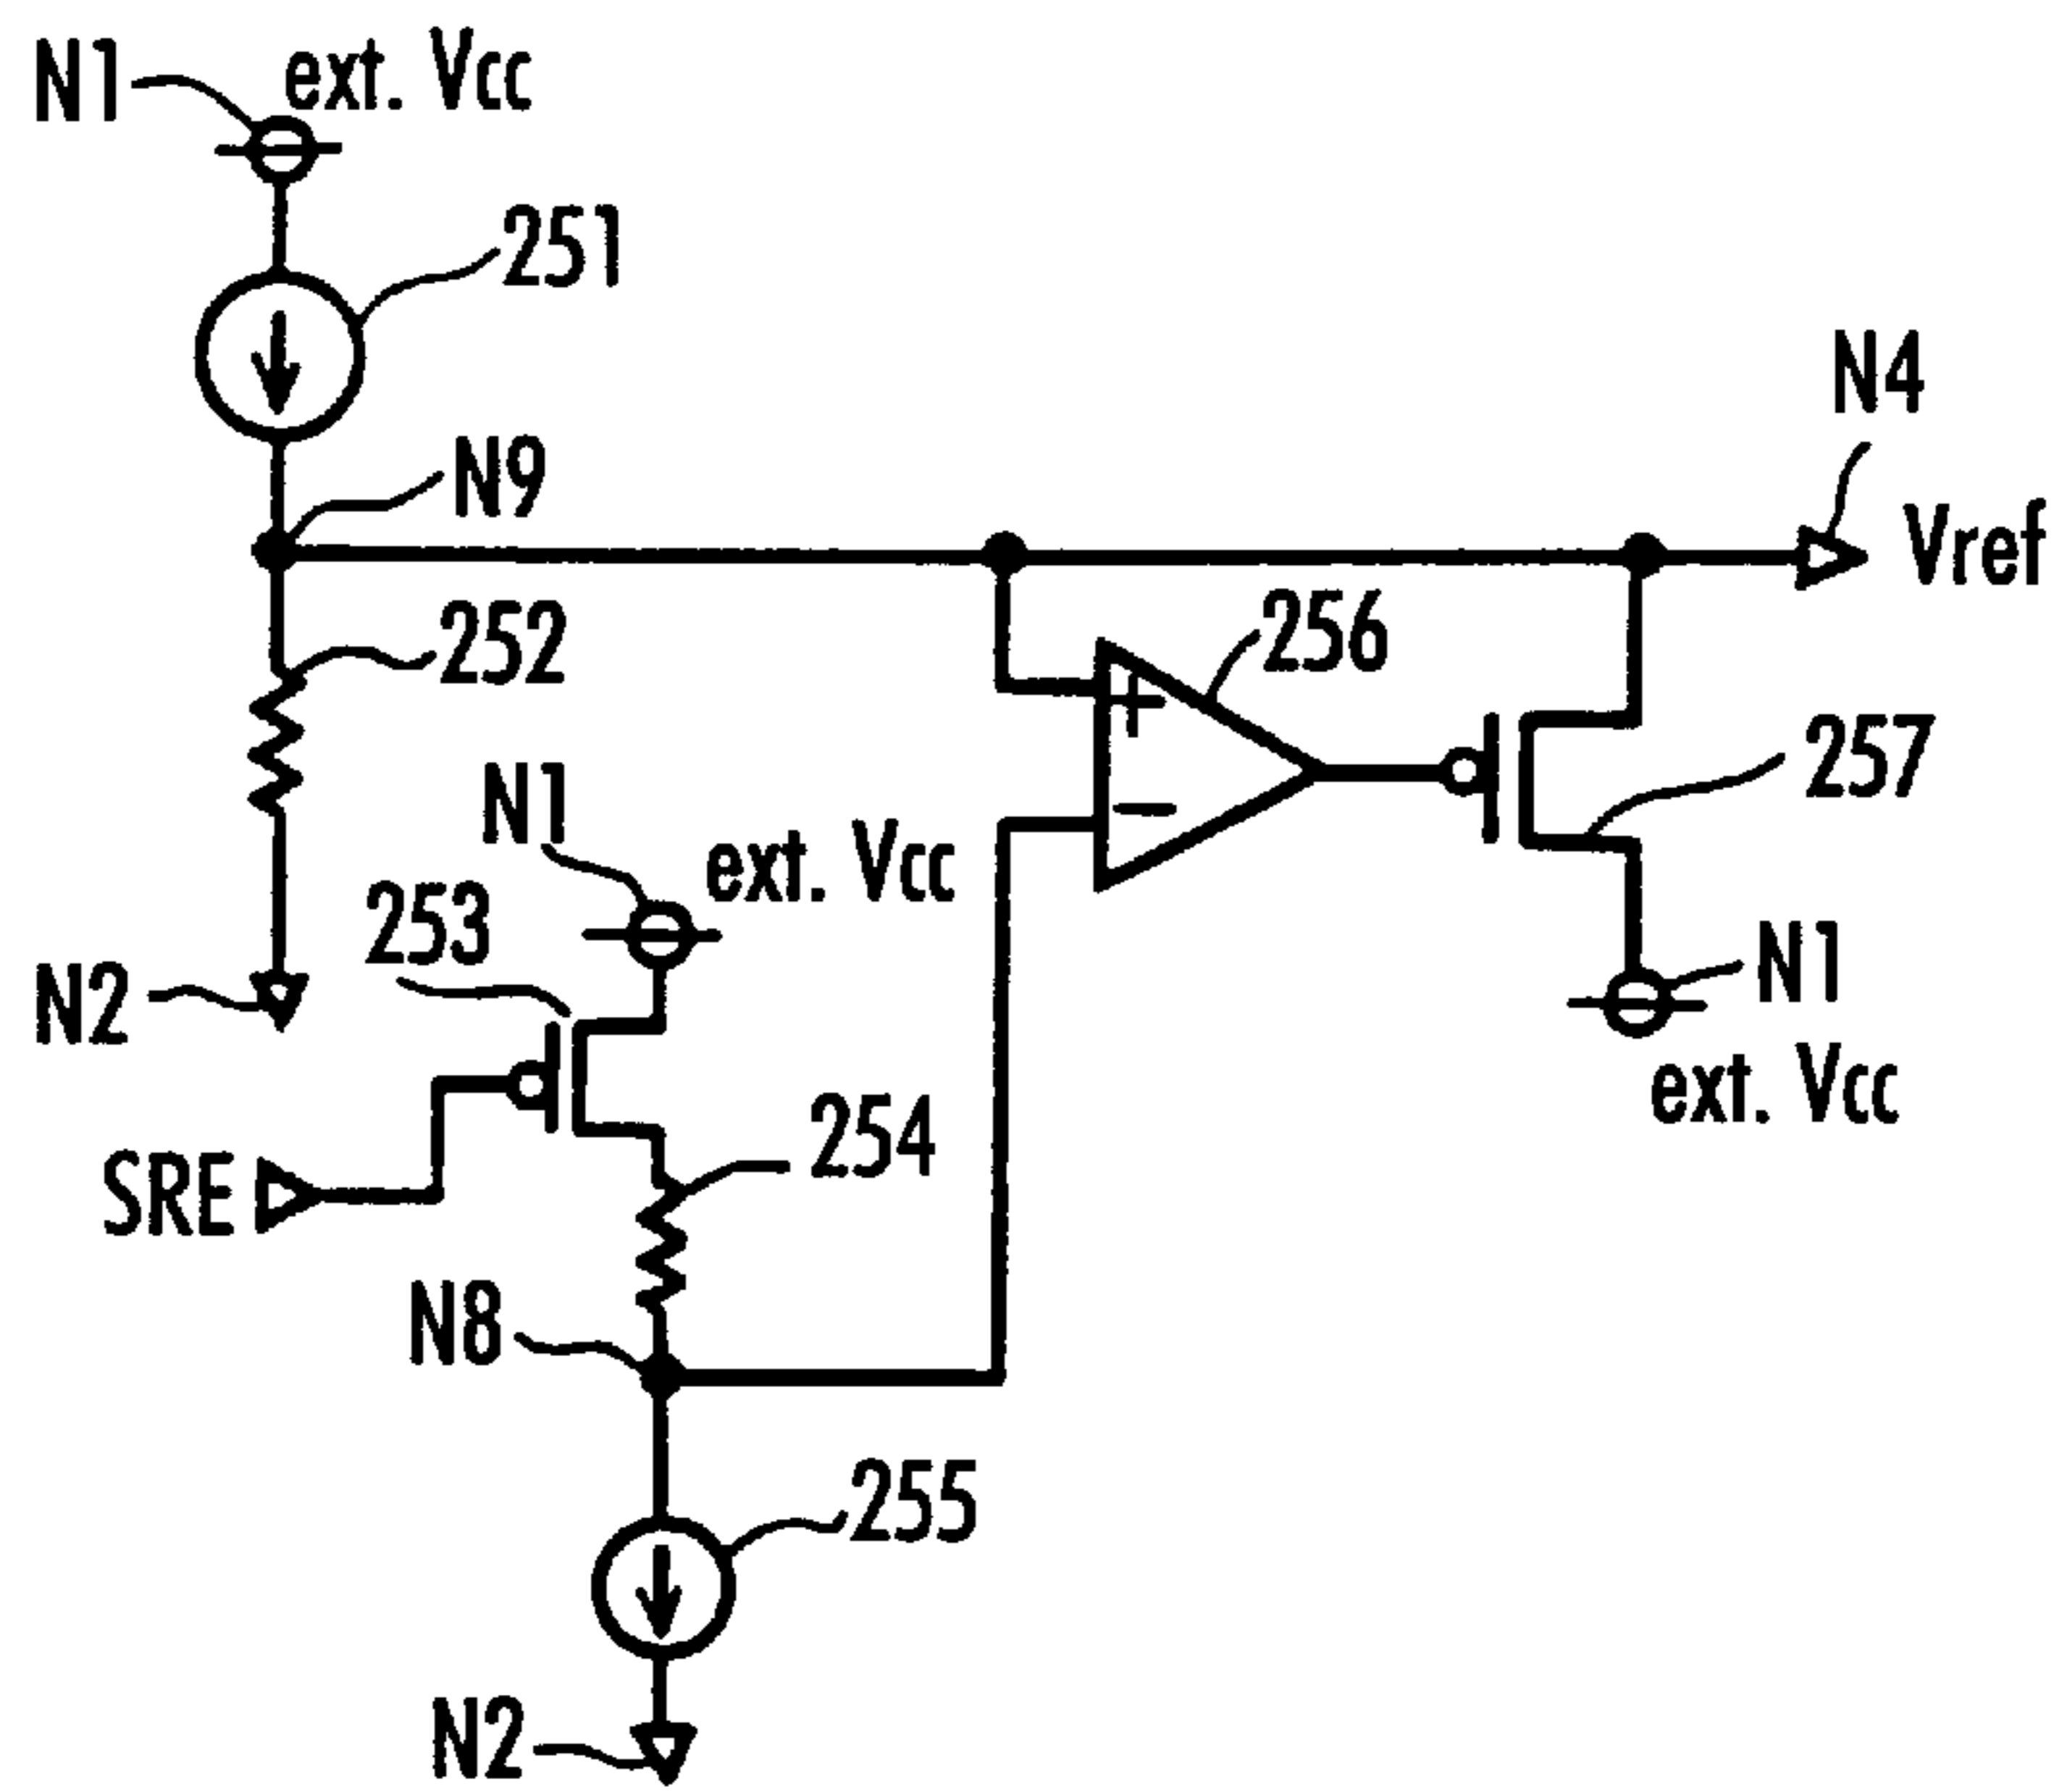 N1 ext. Vcc
251
N9
N4
Vref
252
256
257
N1
ext. Vcc
253
N2
N1
ext. Vcc
254
SRE
N8
255
N2
+
−